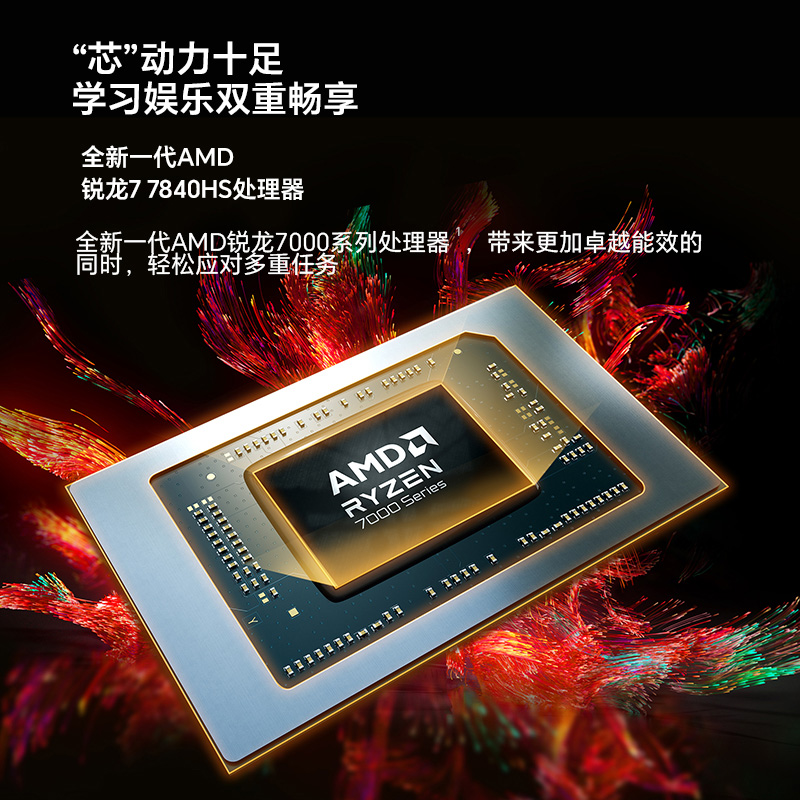 “芯”动力十足
学习娱乐双重畅享
全新一代AMD
锐龙7 7840HS处理器
全新一代AMD锐龙7000系列处理器¹，带来更加卓越能效的
同时，轻松应对多重任务
AMD
RYZEN
7000 Series